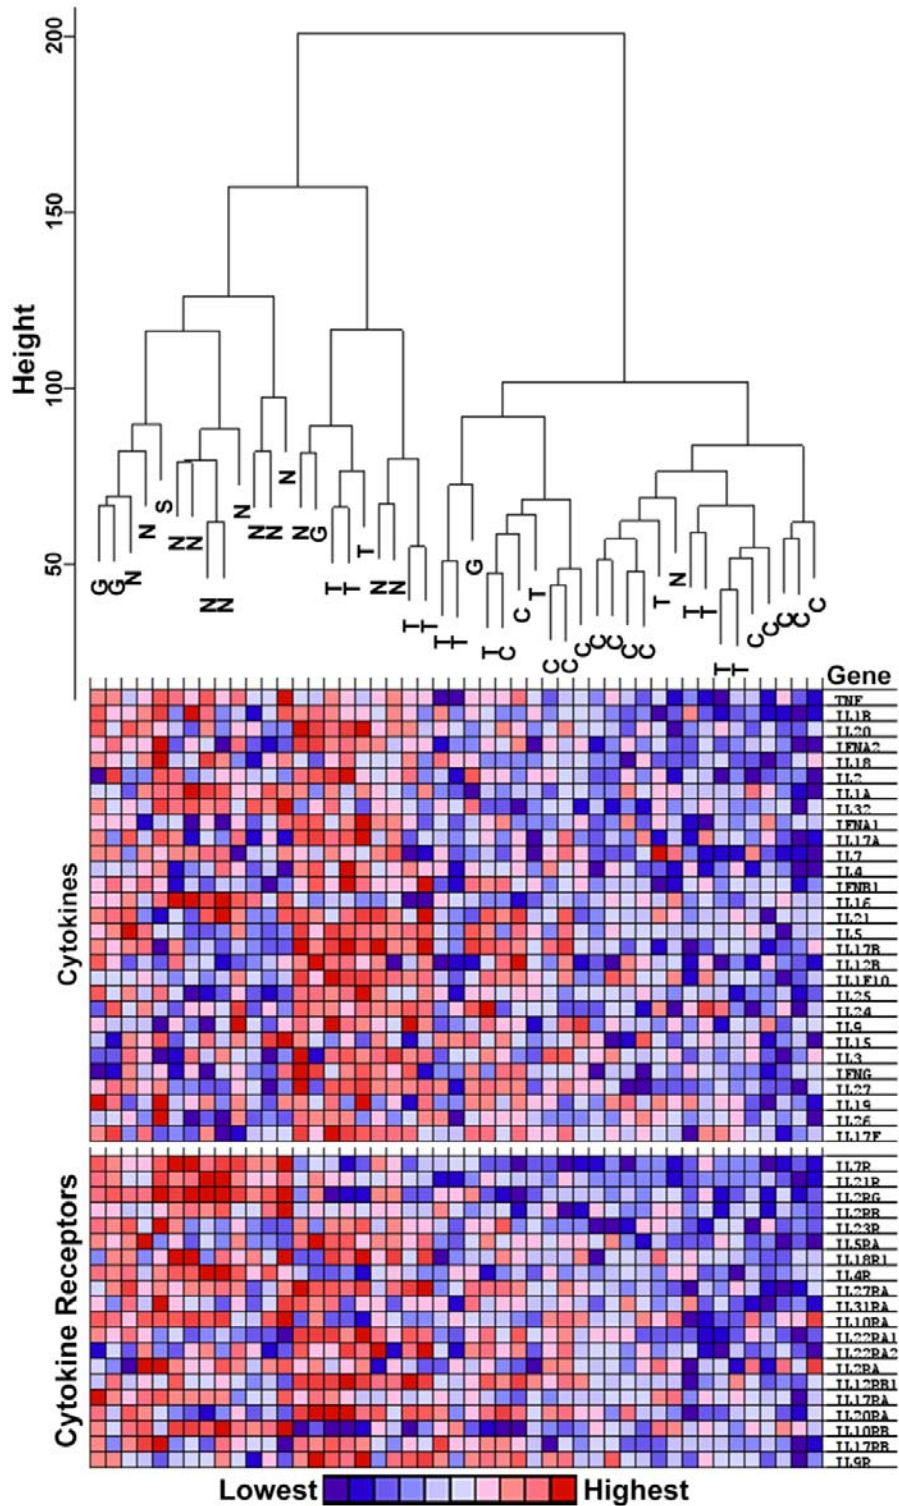 Height
200
150
100
50
G G N N S N N N N N N N N N G T T T N N T T T T G T C C T C C C C C C C T N T T T T C C C C C
Gene
Cytokines
TNF
IL1B
IL20
IFNA2
IL18
IL2
IL1A
IL32
IFNA1
IL17A
IL7
IL4
IFNB1
IL16
IL21
IL5
IL17B
IL12B
IL1F10
IL25
IL24
IL9
IL15
IL3
IFNG
IL27
IL19
IL26
IL17F
Cytokine Receptors
IL7R
IL21R
IL2RG
IL2RB
IL23R
IL5RA
IL18R1
IL4R
IL27RA
IL31RA
IL10RA
IL22RA1
IL22RA2
IL2RA
IL12RB1
IL17RA
IL20RA
IL10RB
IL17RB
IL9R
Lowest Highest